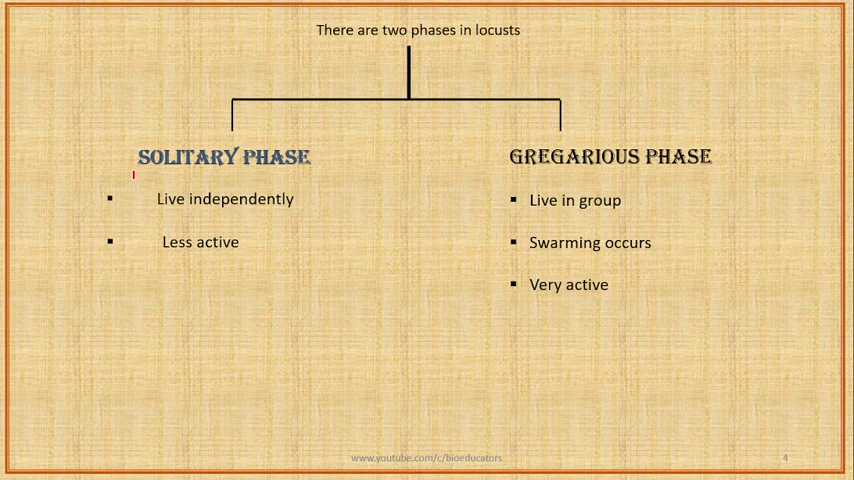 There are two phases in locusts
SOLITARY PHASE
▪ Live independently
▪ Less active
GREGARIOUS PHASE
▪ Live in group
▪ Swarming occurs
▪ Very active
www.youtube.com/c/bioeducators
4